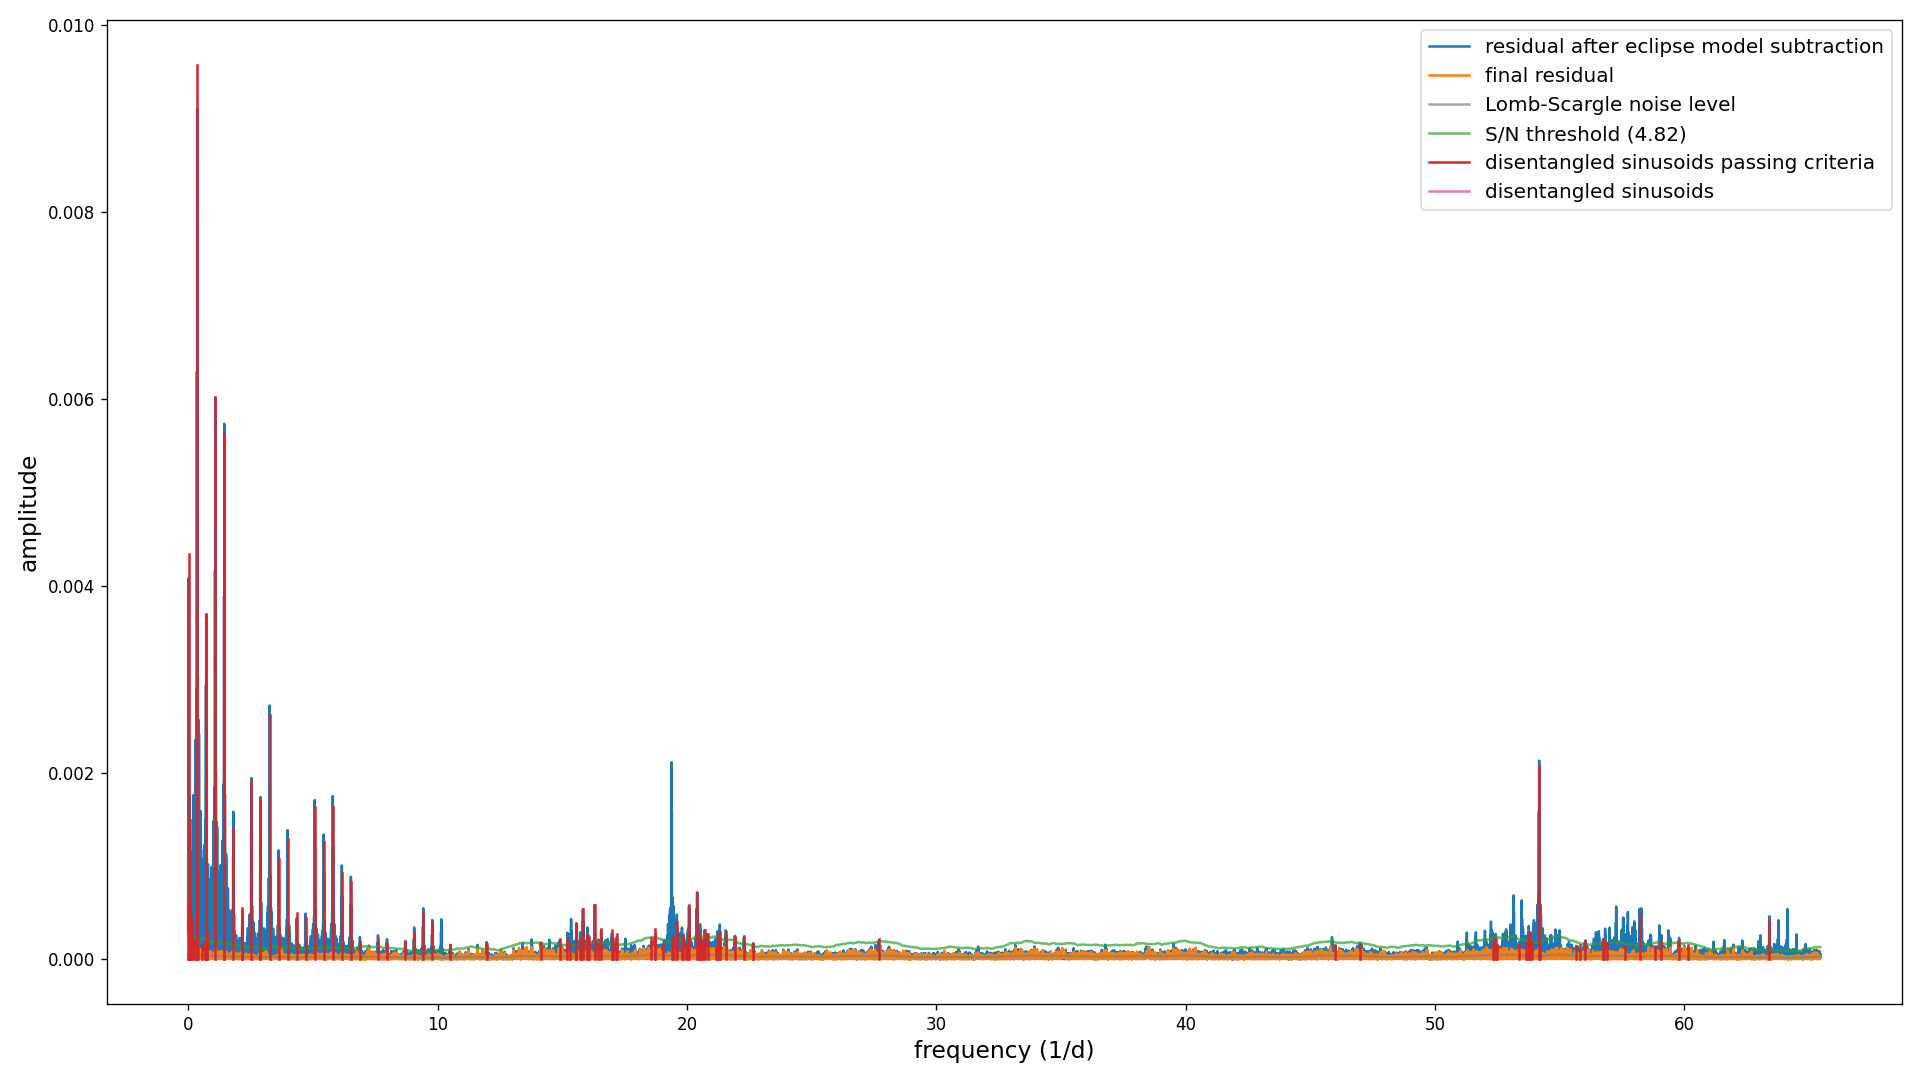 0.010
0.008
0.006
0.004
0.002
0.000
amplitude
0
10
20
30
40
50
60
frequency (1/d)
residual after eclipse model subtraction
final residual
Lomb-Scargle noise level
S/N threshold (4.82)
disentangled sinusoids passing criteria
disentangled sinusoids